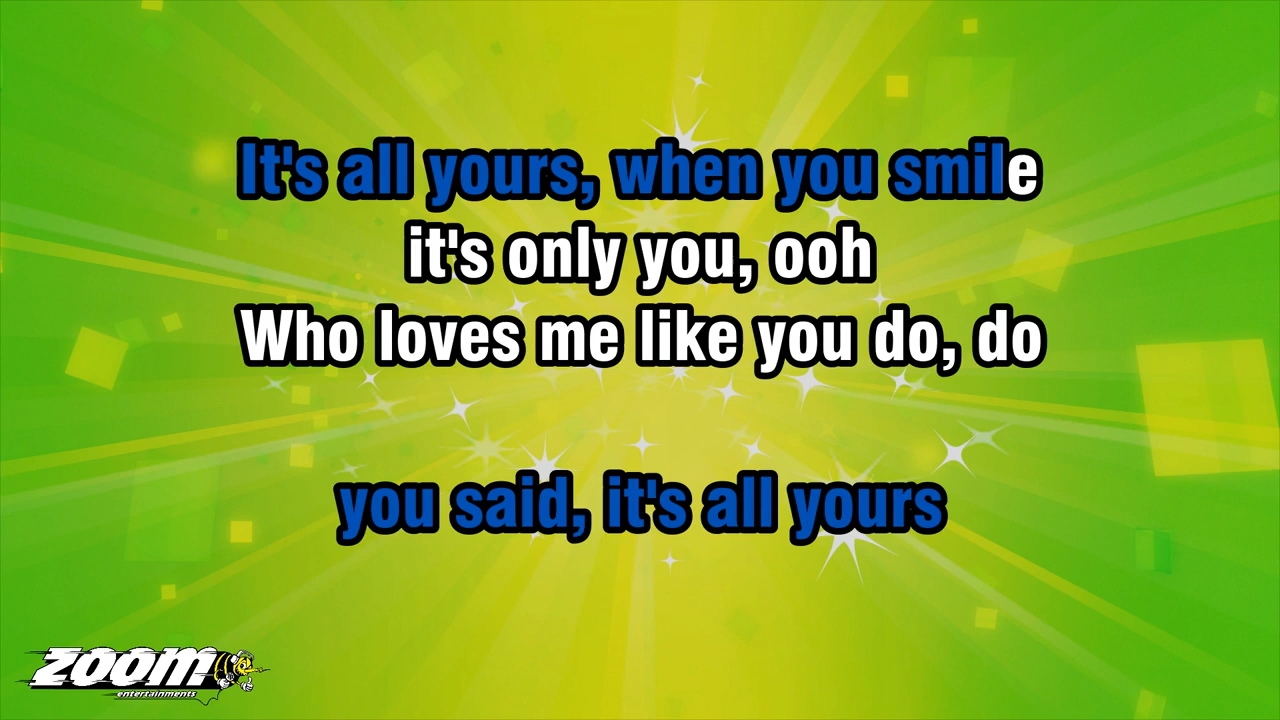 It's all yours, when you smile
it's only you, ooh
Who loves me like you do, do
you said, it's all yours
zoom
entertainments